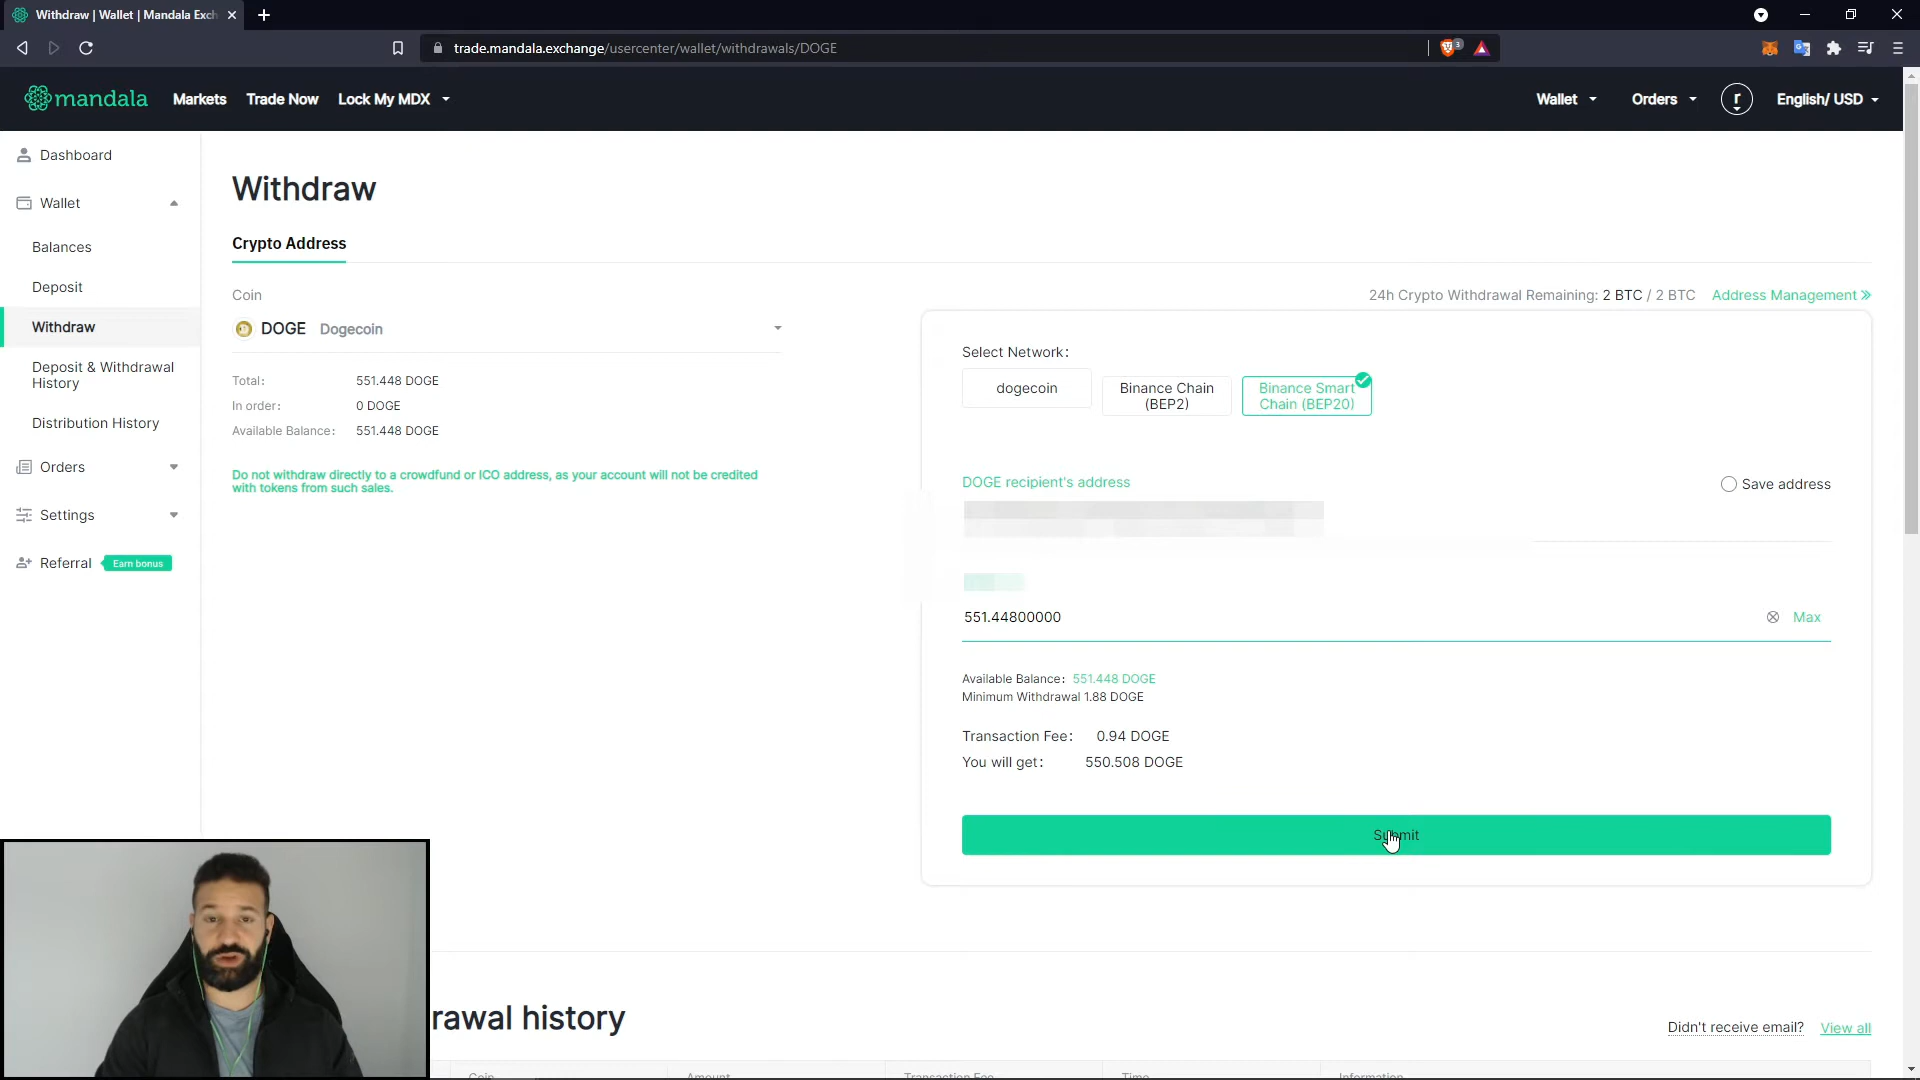 Withdraw | Wallet | Mandala Exch
trade.mandala.exchange/usercenter/wallet/withdrawals/DOGE
3
mandala
Markets
Trade Now
Lock My MDX
Wallet
Orders
r
English/ USD
Dashboard
Wallet
Balances
Deposit
Withdraw
Deposit & Withdrawal
History
Distribution History
Orders
Settings
Referral
Earn bonus
Withdraw
Crypto Address
Coin
DOGE Dogecoin
Total: 551.448 DOGE
In order: 0 DOGE
Available Balance: 551.448 DOGE
Do not withdraw directly to a crowdfund or ICO address, as your account will not be credited
with tokens from such sales.
24h Crypto Withdrawal Remaining: 2 BTC / 2 BTC
Address Management
Select Network:
dogecoin
Binance Chain
(BEP2)
Binance Smart
Chain (BEP20)
DOGE recipient's address
Save address
551.44800000
Max
Available Balance: 551.448 DOGE
Minimum Withdrawal 1.88 DOGE
Transaction Fee: 0.94 DOGE
You will get: 550.508 DOGE
Submit
rawal history
Didn't receive email?
View all
Coin
Amount
Transaction Fee
Time
Information